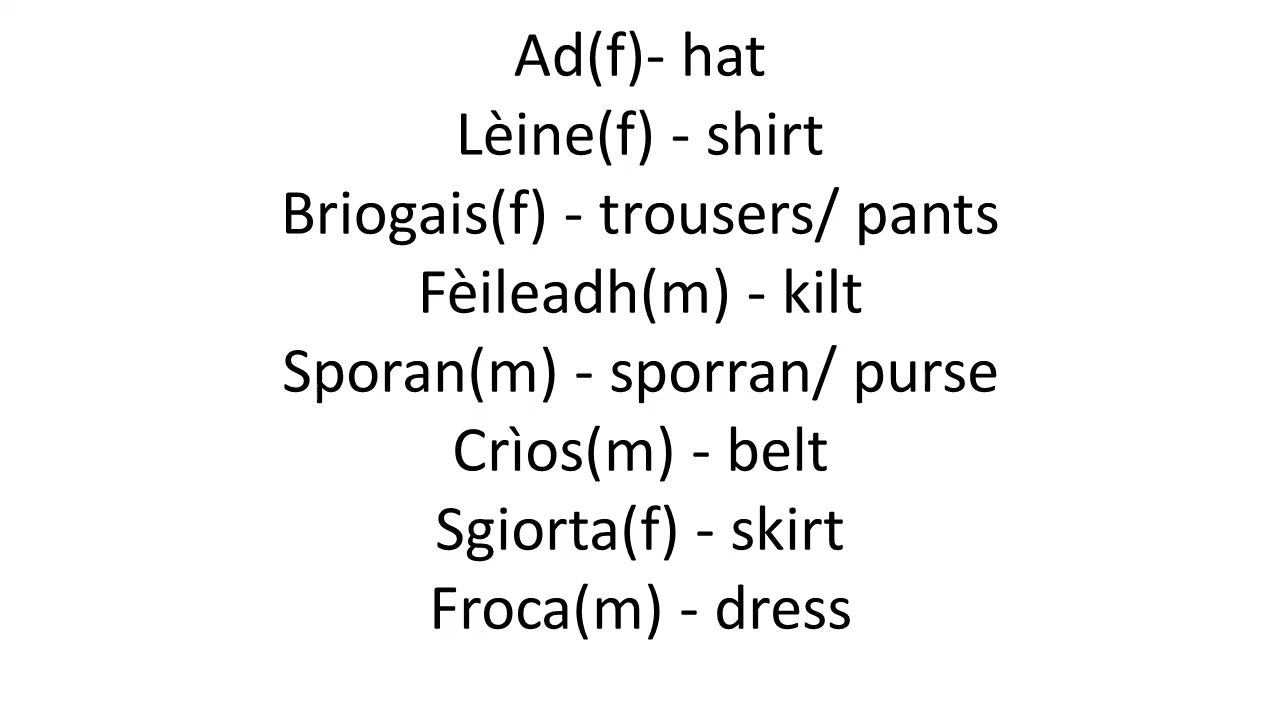 Ad(f)- hat
Lèine(f) - shirt
Briogais(f) - trousers/ pants
Fèileadh(m) - kilt
Sporan(m) - sporran/ purse
Crìos(m) - belt
Sgiorta(f) - skirt
Froca(m) - dress